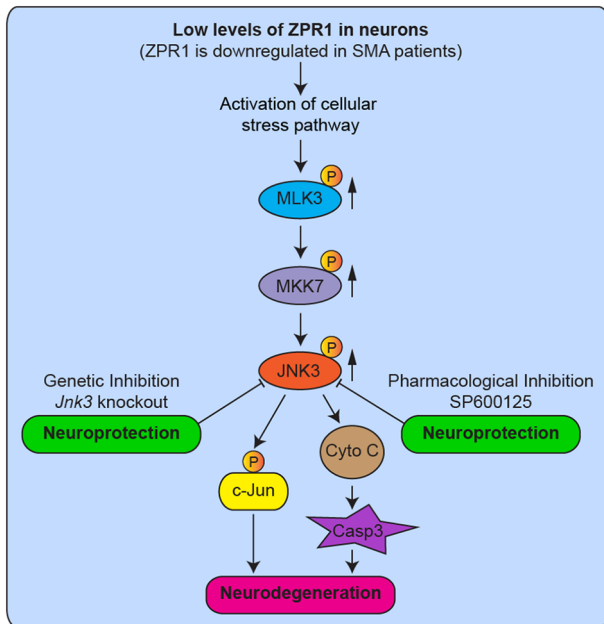 Low levels of ZPR1 in neurons
(ZPR1 is downregulated in SMA patients)
Activation of cellular
stress pathway
P
MLK3
P
MKK7
P
JNK3
Genetic Inhibition
Jnk3 knockout
Neuroprotection
Pharmacological Inhibition
SP600125
Neuroprotection
P
c-Jun
Cyto C
Casp3
Neurodegeneration